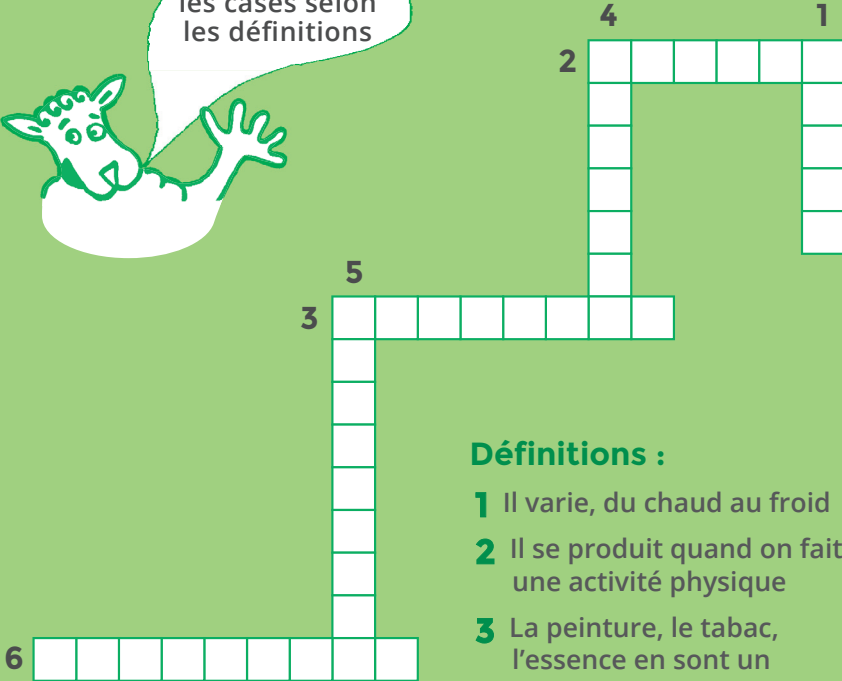 les cases selon
les définitions
4
1
2
5
3
Définitions :
1 Il varie, du chaud au froid
2 Il se produit quand on fait
une activité physique
3 La peinture, le tabac,
l’essence en sont un
6